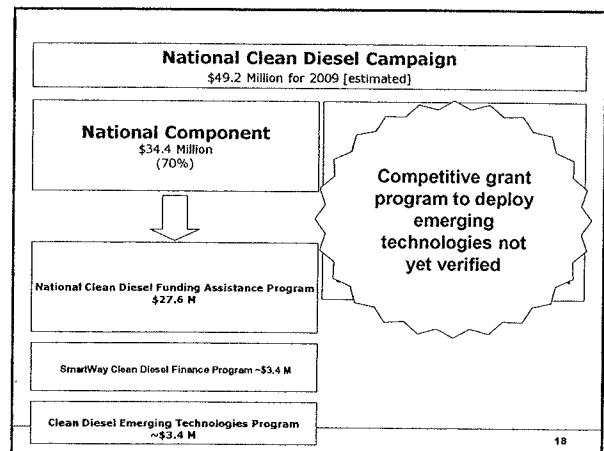 National Clean Diesel Campaign
$49.2 Million for 2009 [estimated]
National Component
$34.4 Million
(70%)
Competitive grant
program to deploy
emerging
technologies not
yet verified
National Clean Diesel Funding Assistance Program
$27.6 M
SmartWay Clean Diesel Finance Program ~$3.4 M
Clean Diesel Emerging Technologies Program
~$3.4 M
18